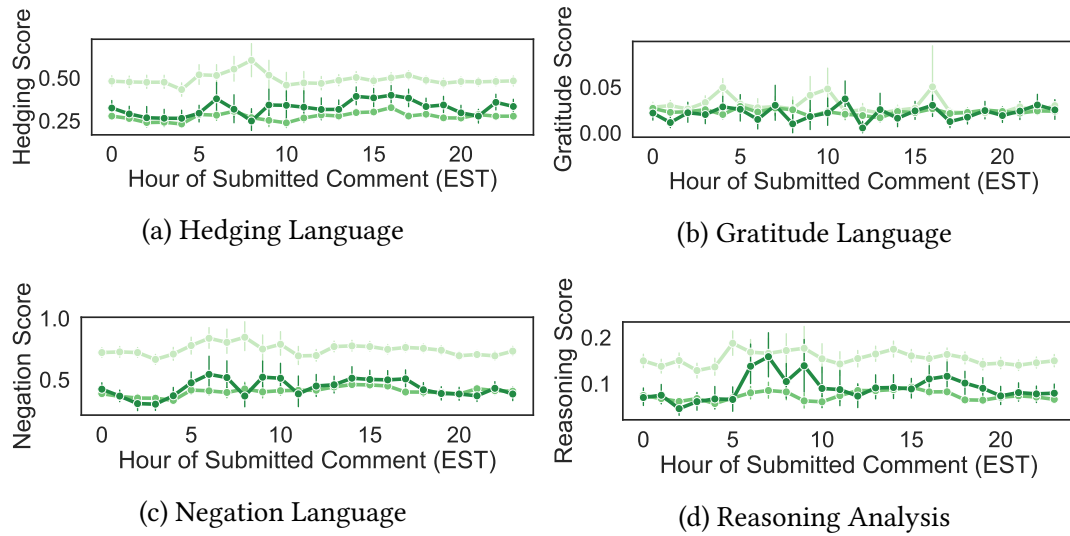 Hedging Score
0.50
0.25
0 5 10 15 20
Hour of Submitted Comment (EST)
(a) Hedging Language
Gratitude Score
0.05
0.00
0 5 10 15 20
Hour of Submitted Comment (EST)
(b) Gratitude Language
Negation Score
1.0
0.5
0 5 10 15 20
Hour of Submitted Comment (EST)
(c) Negation Language
Reasoning Score
0.2
0.1
0 5 10 15 20
Hour of Submitted Comment (EST)
(d) Reasoning Analysis